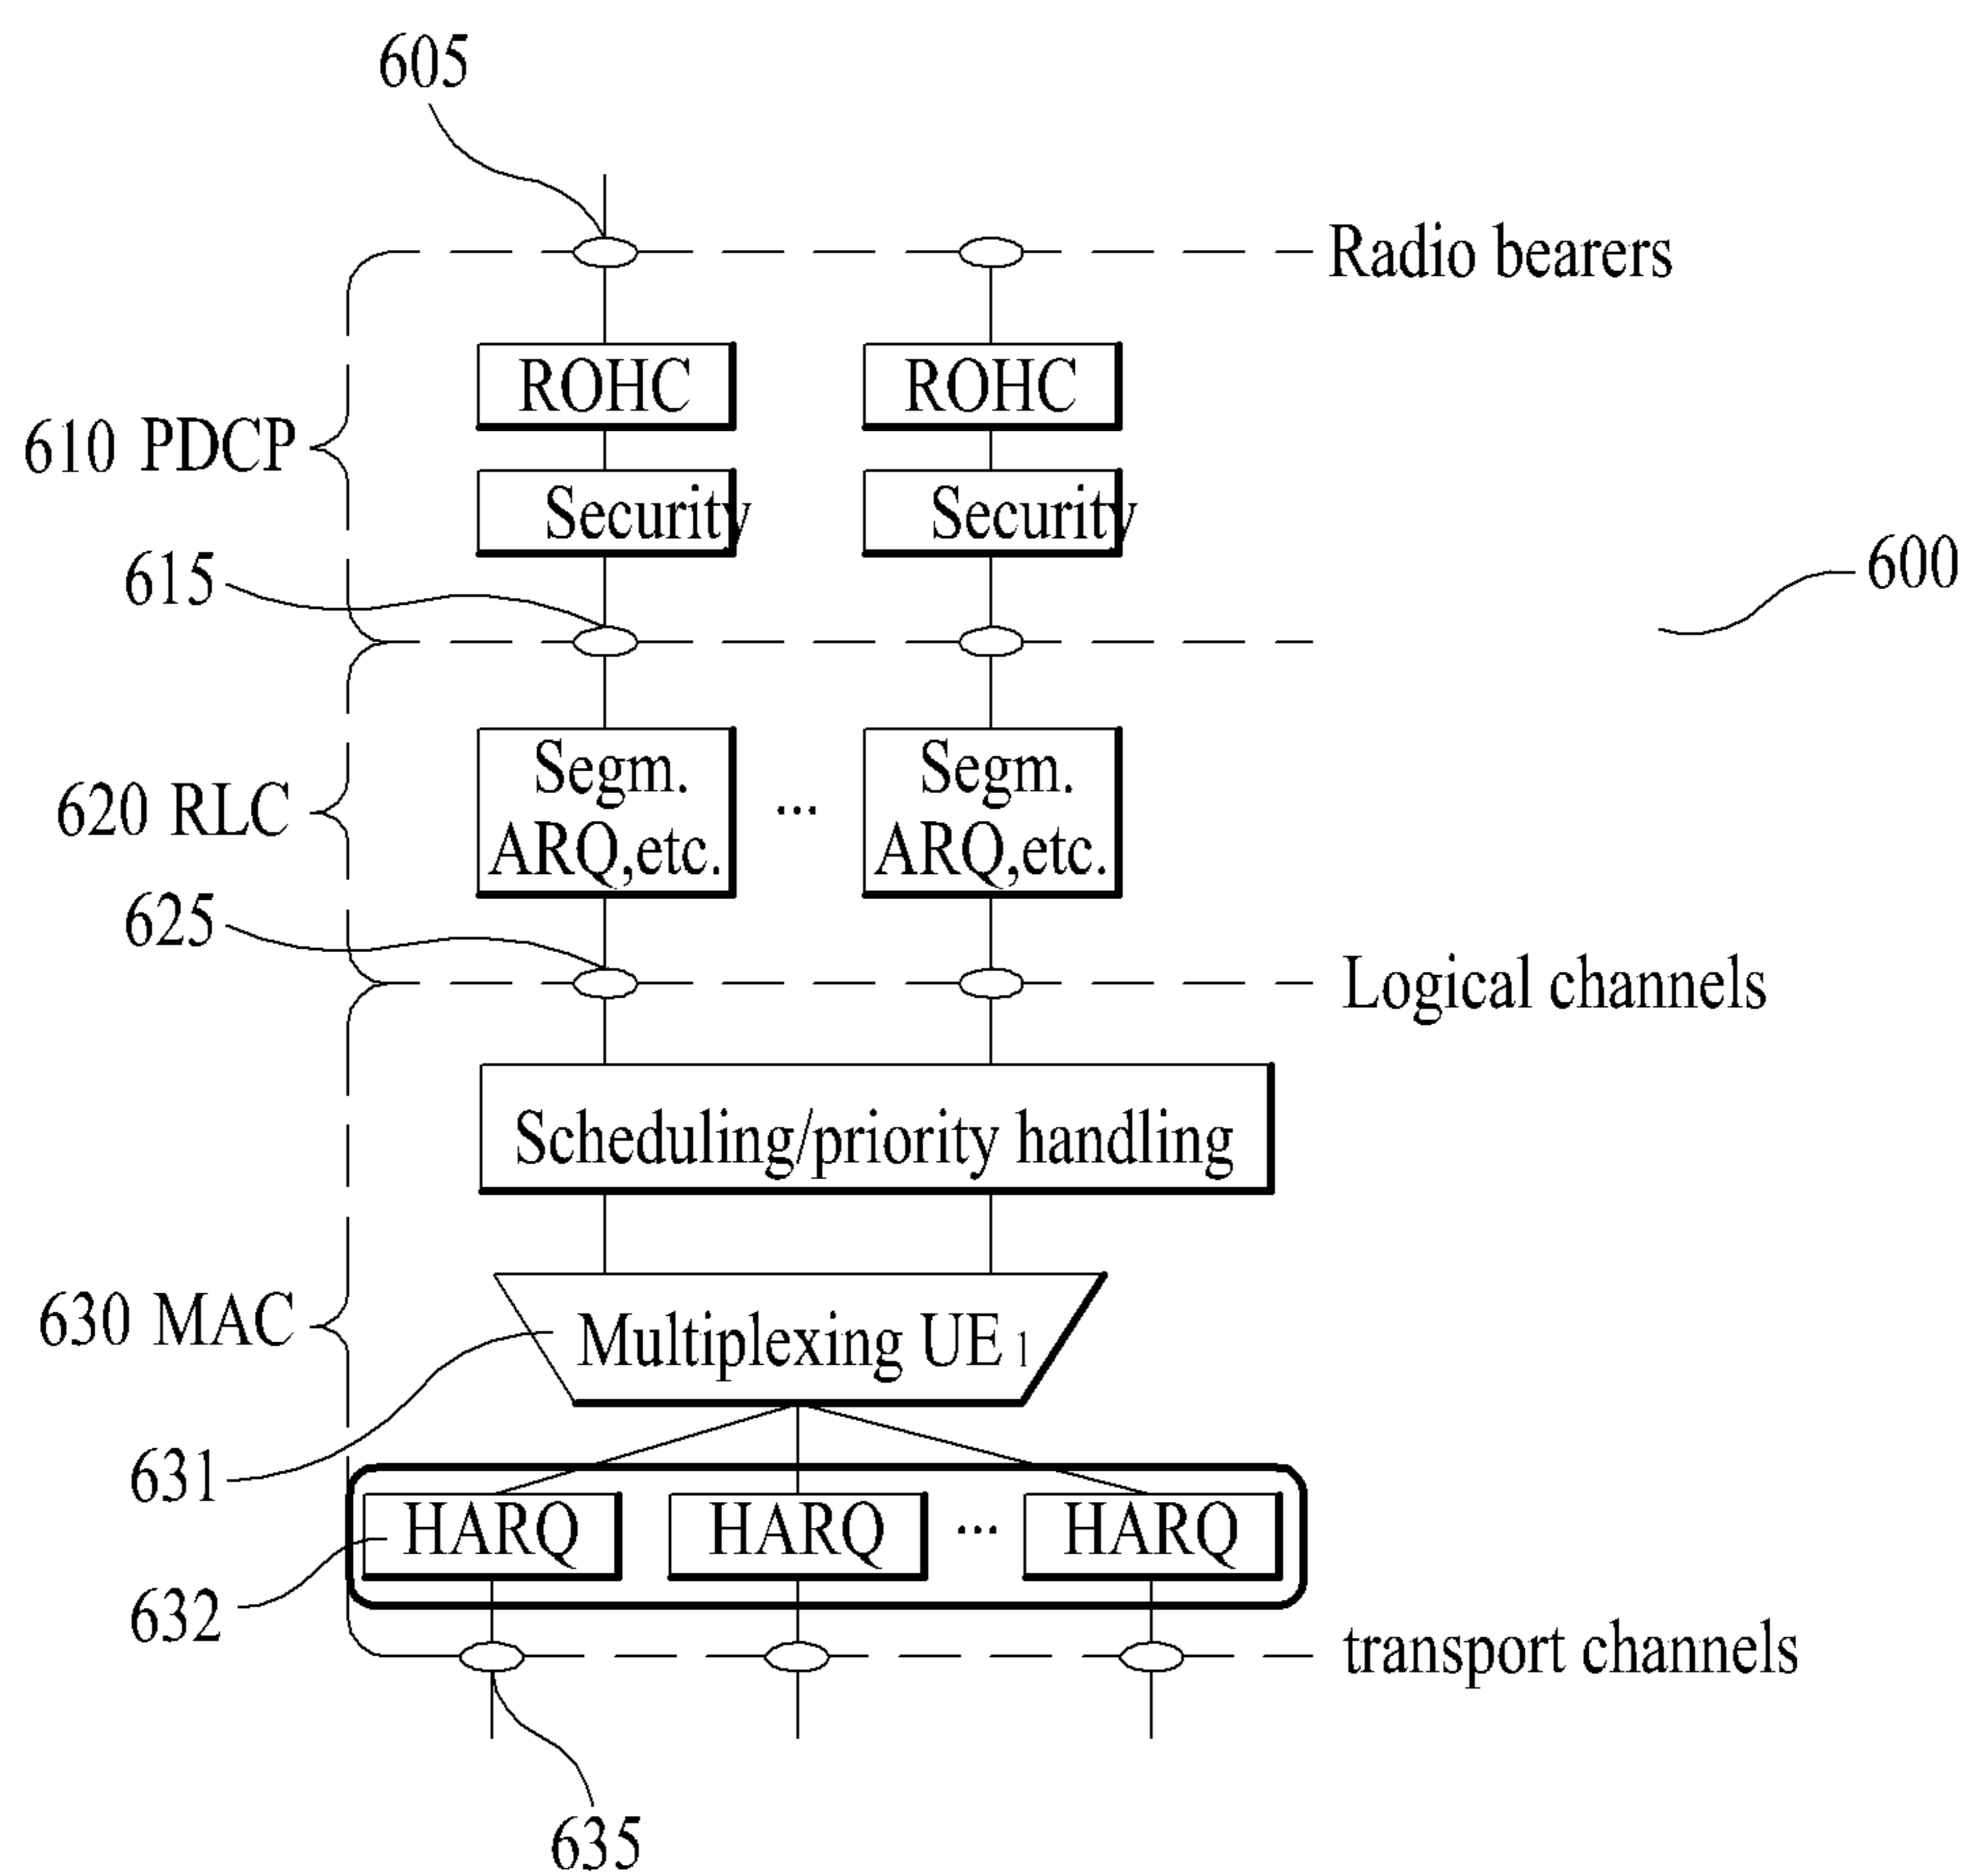 605
Radio bearers
ROHC ROHC
610 PDCP
Security Security
615
600
Segm. Segm.
620 RLC
...
ARQ,etc. ARQ,etc.
625
Logical channels
Scheduling/priority handling
630 MAC
Multiplexing UE 1
631
HARQ HARQ ... HARQ
632
transport channels
635